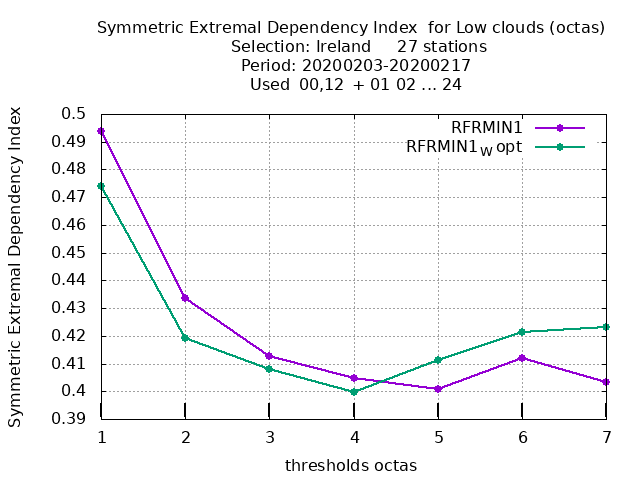 Symmetric Extremal Dependency Index for Low clouds (octas)
Selection: Ireland 27 stations
Period: 20200203-20200217
Used 00,12 + 01 02 ... 24
Symmetric Extremal Dependency Index
0.5
0.49
0.48
0.47
0.46
0.45
0.44
0.43
0.42
0.41
0.4
0.39
RFRMIN1
RFRMIN1W opt
1 2 3 4 5 6 7
thresholds octas